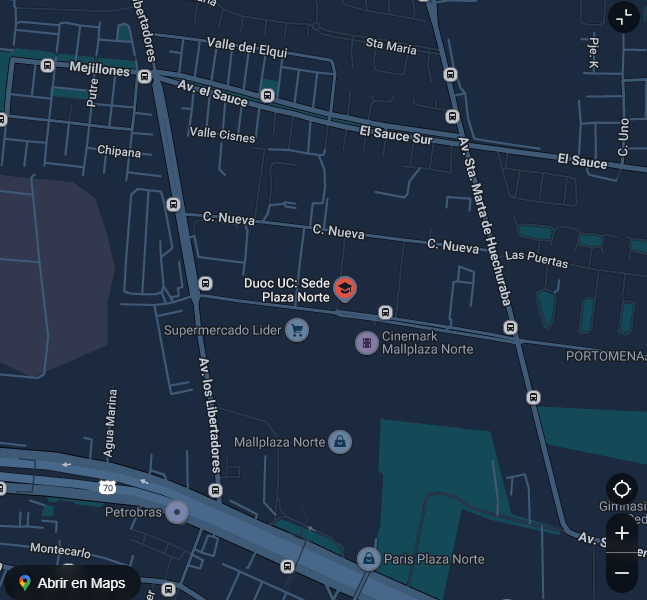 Libertadores
Valle del Elqui
Sta María
Pje. K
Mejillones
Putre
Av. el Sauce
El Sauce Sur
Valle Cisnes
C. Uno
El Sauce
Chipana
Av. Sta. Marta de Huechuraba
C. Nueva
C. Nueva
C. Nueva
Las Puertas
Duoc UC: Sede
Plaza Norte
Supermercado Lider
Cinemark
Mallplaza Norte
PORTOMENA
Av. los Libertadores
Agua Marina
Mallplaza Norte
70
Petrobras
Montecarlo
Paris Plaza Norte
Abrir en Maps